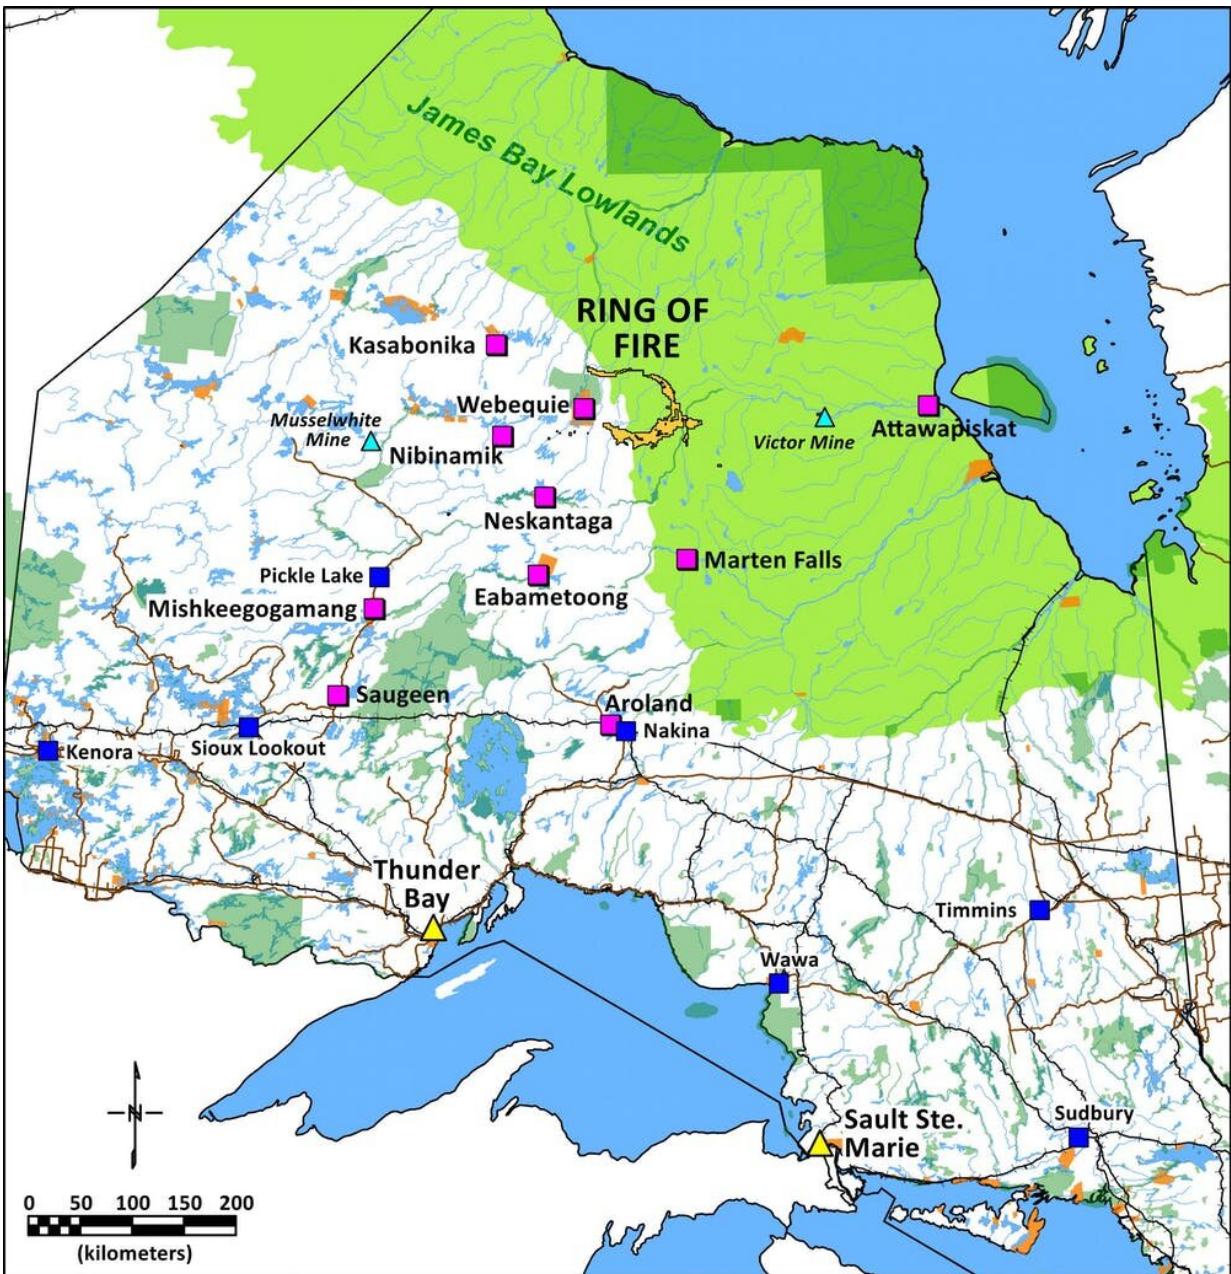 James Bay Lowlands
RING OF
FIRE
Kasabonika
Webequie
Musselwhite
Mine
Nibinamik
Victor Mine
Attawapiskat
Neskantaga
Marten Falls
Pickle Lake
Eabametoong
Mishkeegogamang
Saugeen
Aroland
Nakina
Sioux Lookout
Kenora
Thunder
Bay
Timmins
Wawa
N
Sault Ste.
Marie
Sudbury
0 50 100 150 200
(kilometers)